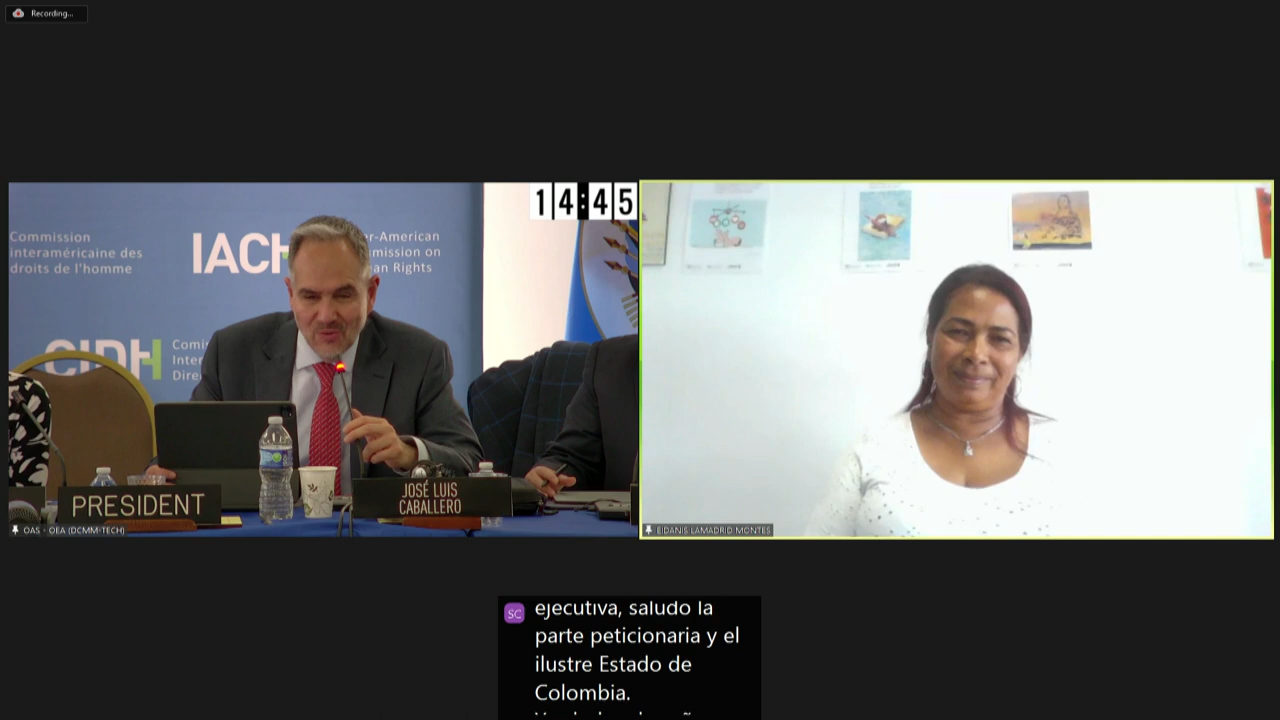 Recording...
Commission
interaméricaine des
droits de l'homme
IACH
er-American
mmission on
an Rights
14:45
CIDH
Comi
Inter
Dire
PRESIDENT
JOSÉ LUIS
CABALLERO
OAS - OEA (DCMM-TECH)
EIDANIS LAMADRID MONTES
SC
ejecutiva, saludo la
parte peticionaria y el
ilustre Estado de
Colombia.